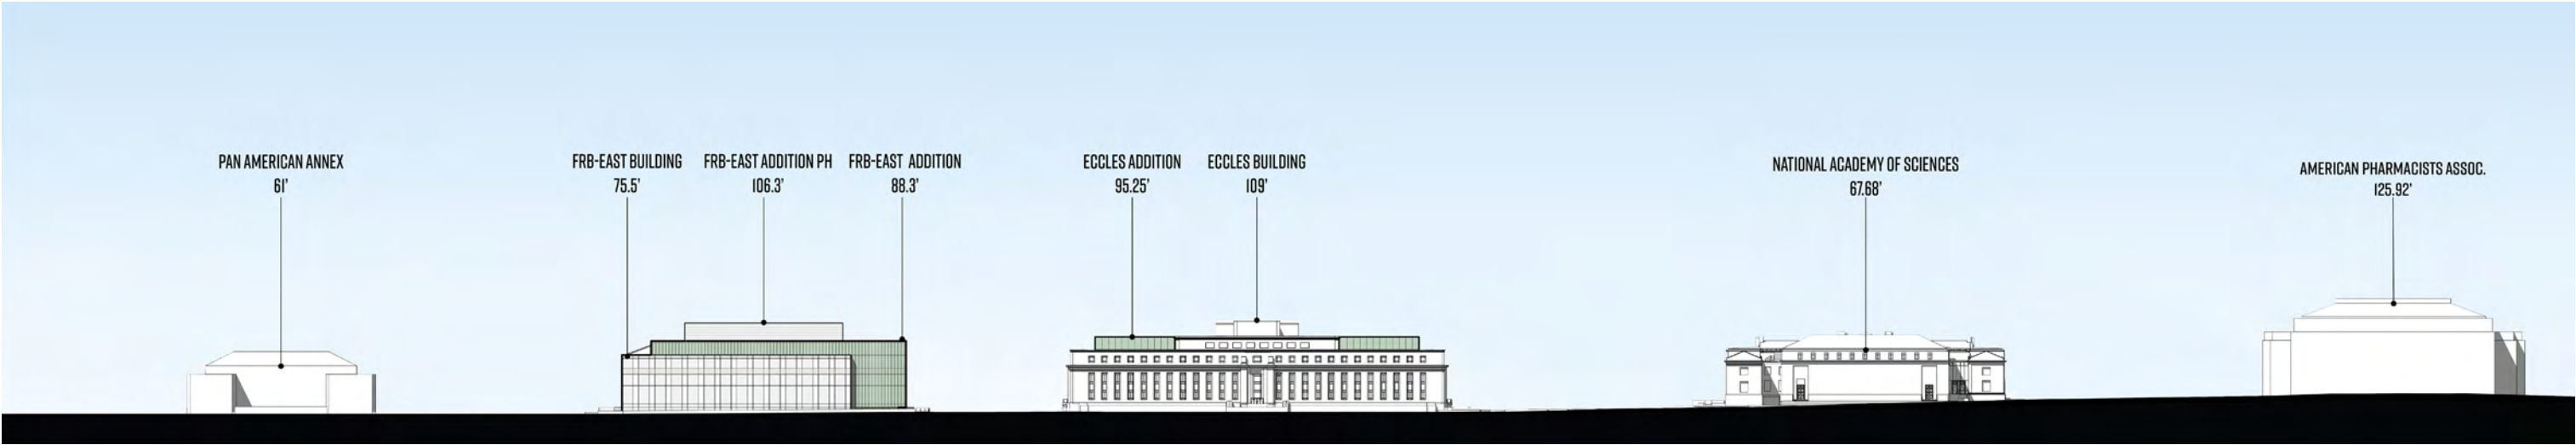 PAN AMERICAN ANNEX
61'
FRB-EAST BUILDING
75.5'
FRB-EAST ADDITION PH
106.3'
FRB-EAST ADDITION
88.3'
ECCLES ADDITION
95.25'
ECCLES BUILDING
109'
NATIONAL ACADEMY OF SCIENCES
67.68'
AMERICAN PHARMACISTS ASSOC.
125.92'